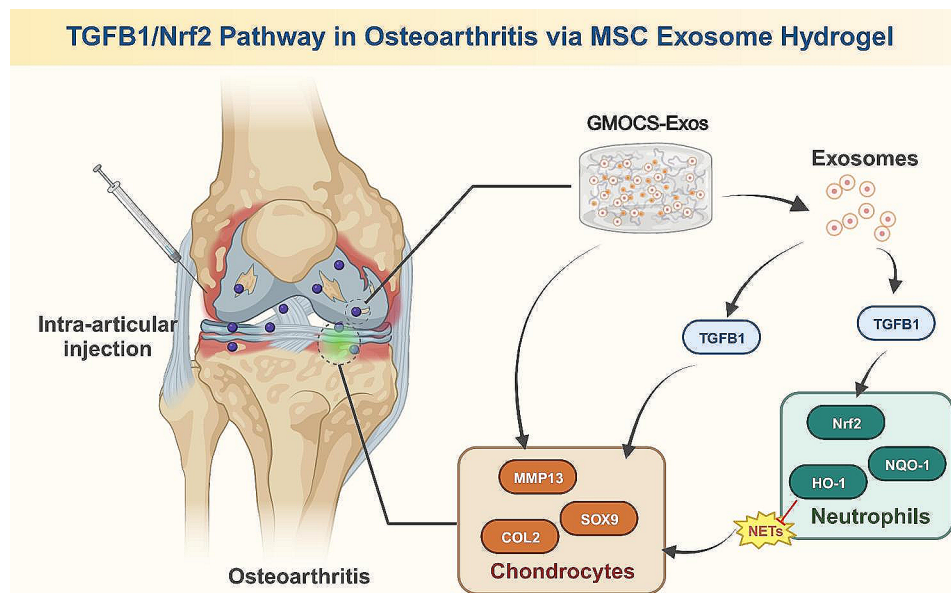 TGFB1/Nrf2 Pathway in Osteoarthritis via MSC Exosome Hydrogel
GMOCS-Exos
Exosomes
Intra-articular
injection
TGFB1
TGFB1
Nrf2
NQO-1
HO-1
Neutrophils
NETs
MMP13
SOX9
COL2
Chondrocytes
Osteoarthritis